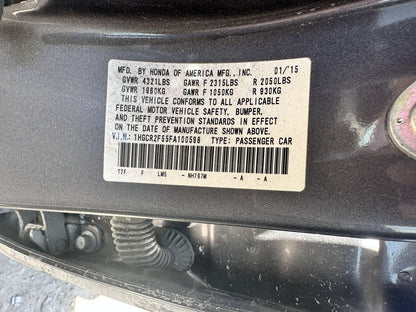 MFD. BY HONDA OF AMERICA MFG., INC. 01/15
GVWR 4321LBS GAWR F 2315LBS R 2050LBS
GVWR 1960KG GAWR F 1050KG R 930KG
THIS VEHICLE CONFORMS TO ALL APPLICABLE
FEDERAL MOTOR VEHICLE SAFETY, BUMPER,
AND THEFT PREVENTION STANDARDS IN EFFECT
ON THE DATE OF MANUFACTURE SHOWN ABOVE.
V.I.N.: 1HGCR2F55FA100598 TYPE: PASSENGER CAR
T2F F LM5 - NH797M - A - A